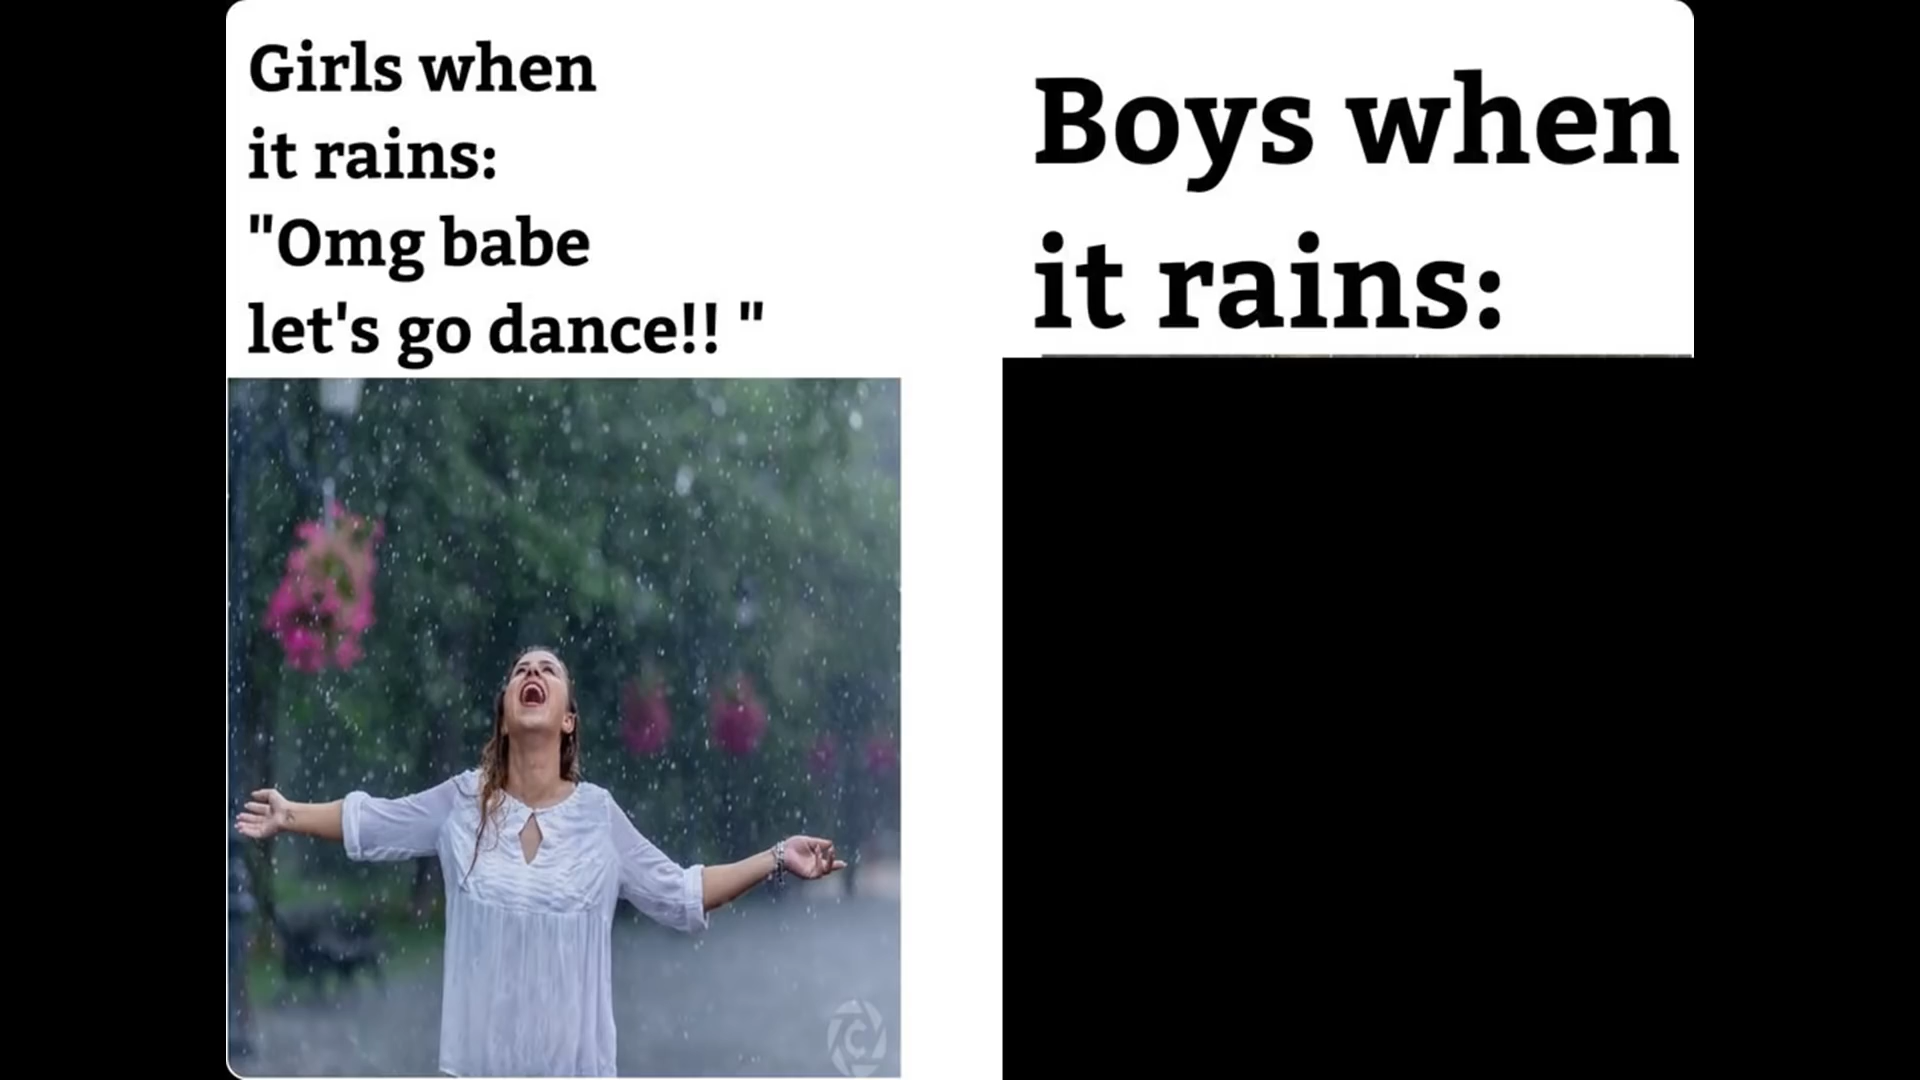 Girls when
it rains:
"Omg babe
let's go dance!! "
Boys when
it rains: